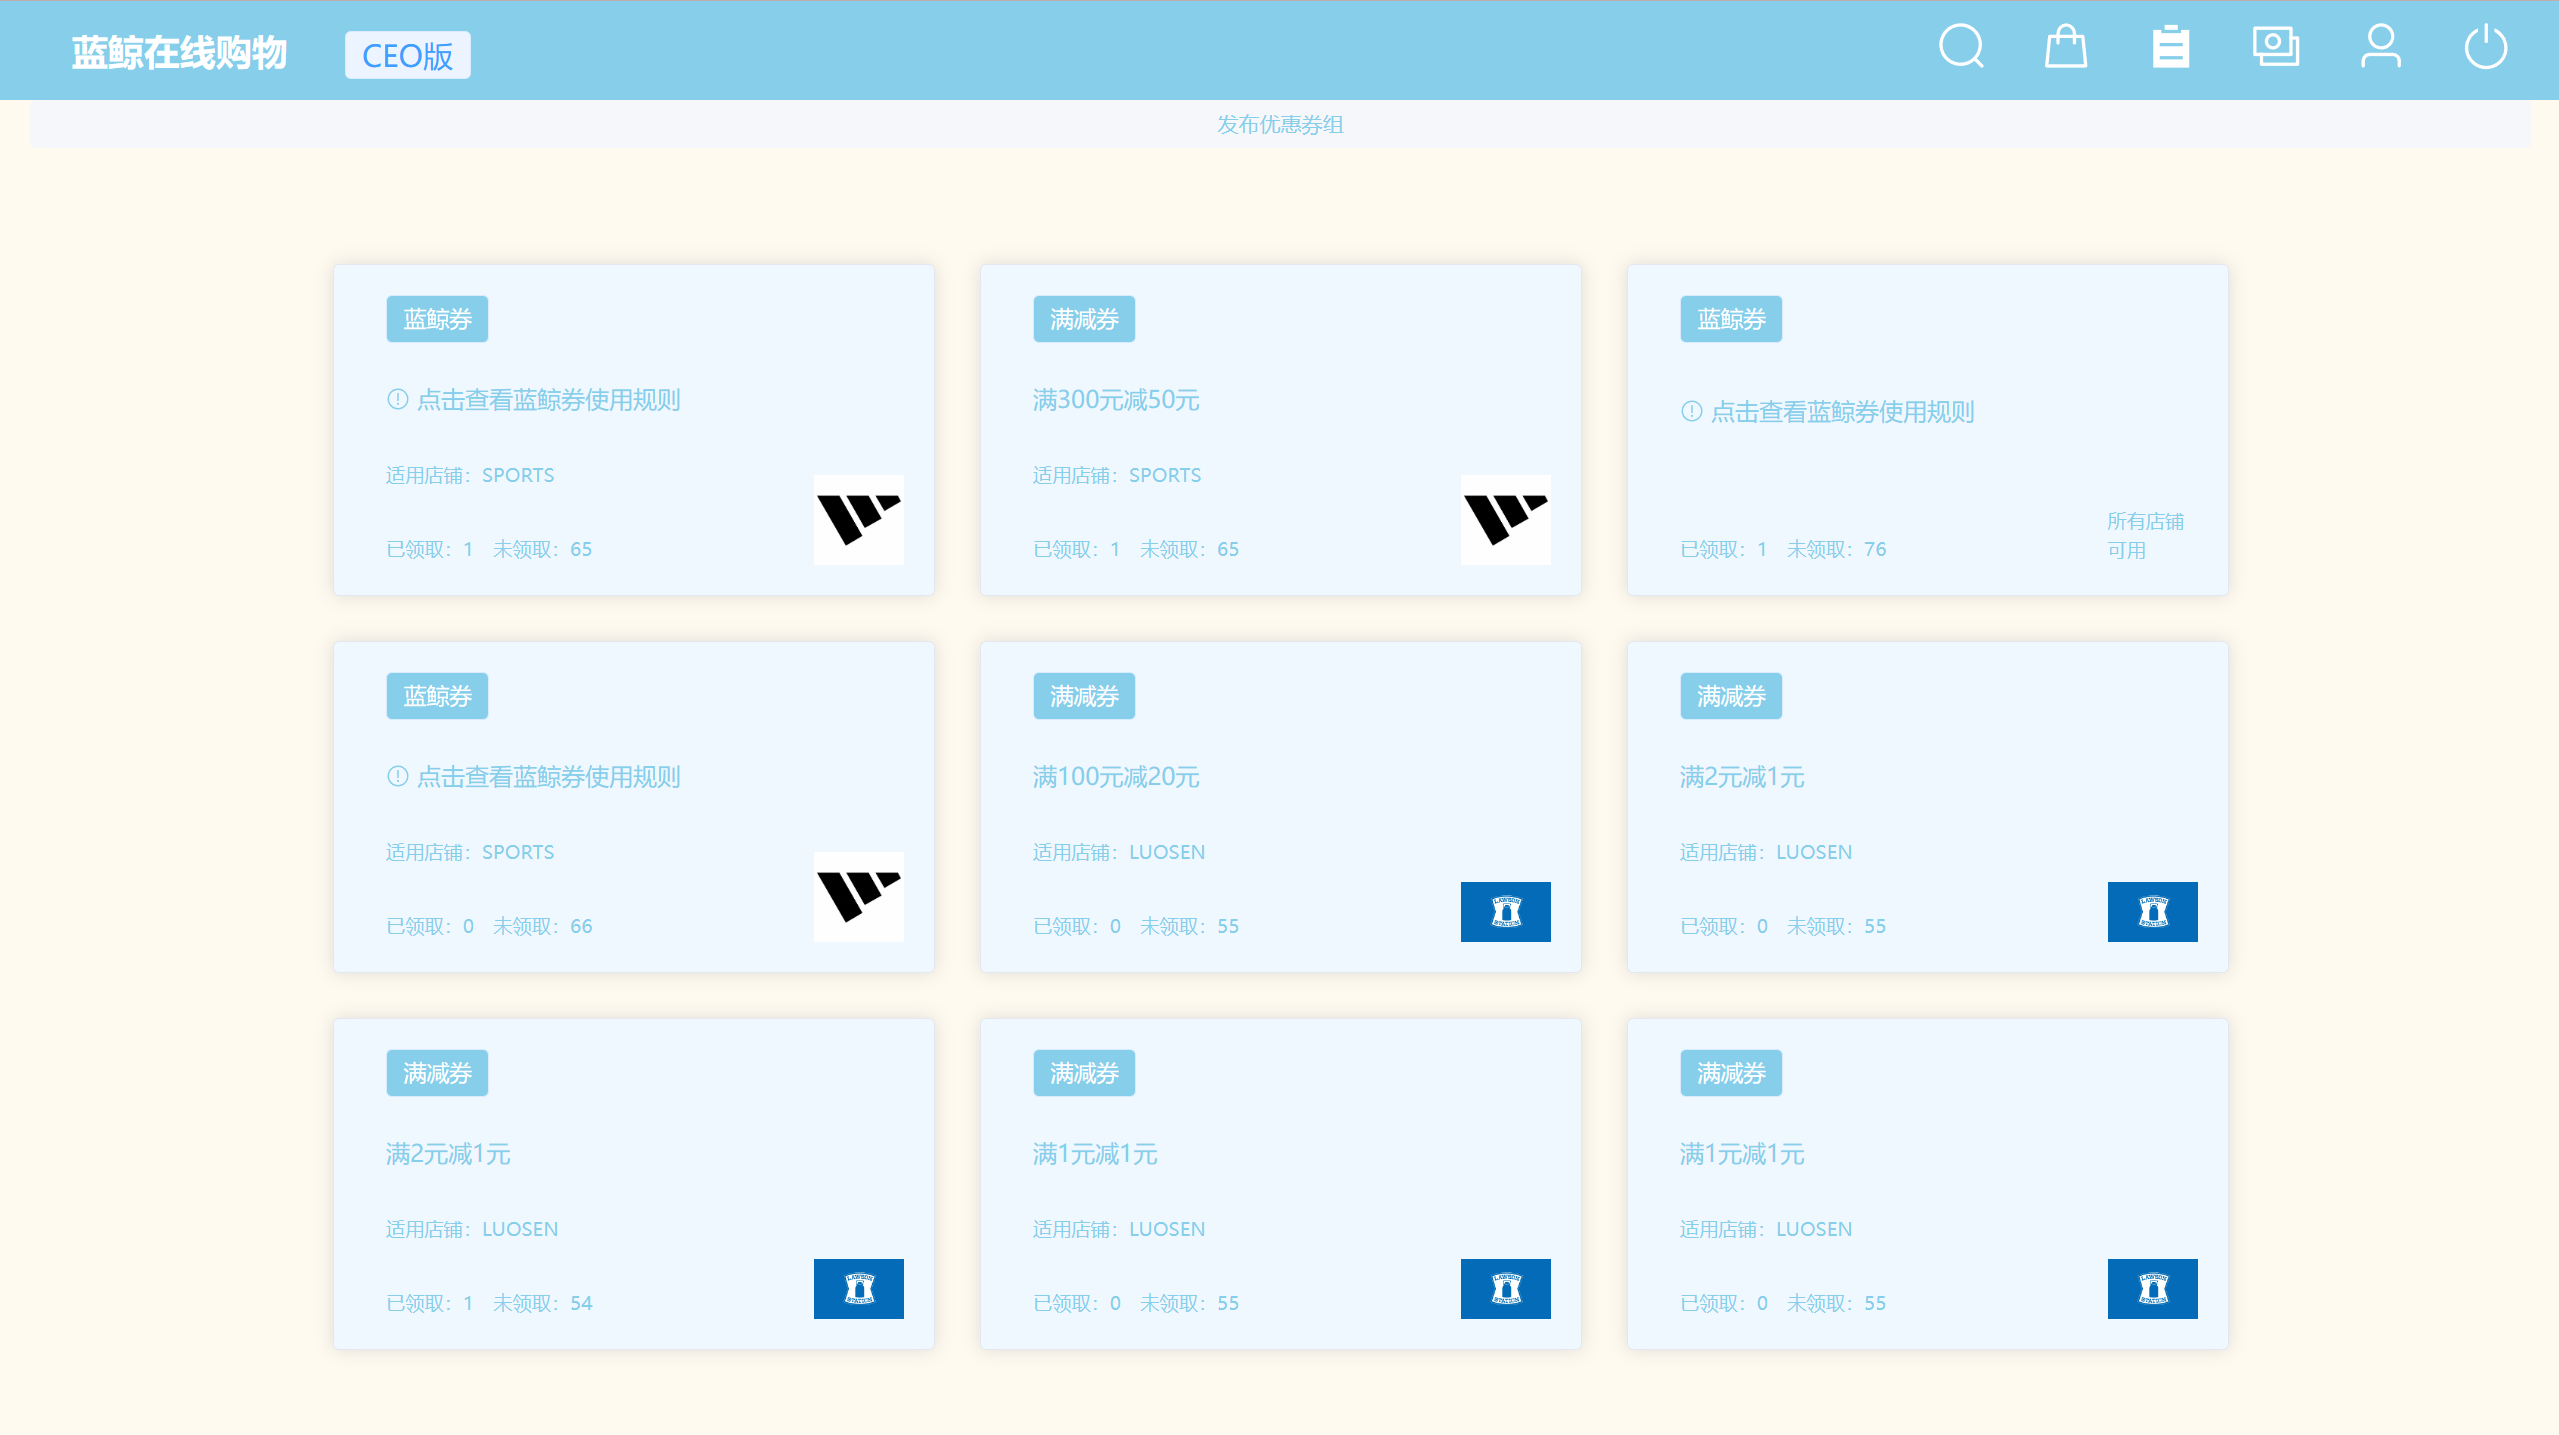 蓝鲸在线购物 CEO版
发布优惠券组
蓝鲸券
点击查看蓝鲸券使用规则
适用店铺：SPORTS
已领取：1 未领取：65
满减券
满300元减50元
适用店铺：SPORTS
已领取：1 未领取：65
蓝鲸券
点击查看蓝鲸券使用规则
已领取：1 未领取：76
所有店铺
可用
蓝鲸券
点击查看蓝鲸券使用规则
适用店铺：SPORTS
已领取：0 未领取：66
满减券
满100元减20元
适用店铺：LUOSEN
已领取：0 未领取：55
LAWSON
STATION
满减券
满2元减1元
适用店铺：LUOSEN
已领取：0 未领取：55
LAWSON
STATION
满减券
满2元减1元
适用店铺：LUOSEN
已领取：1 未领取：54
LAWSON
STATION
满减券
满1元减1元
适用店铺：LUOSEN
已领取：0 未领取：55
LAWSON
STATION
满减券
满1元减1元
适用店铺：LUOSEN
已领取：0 未领取：55
LAWSON
STATION